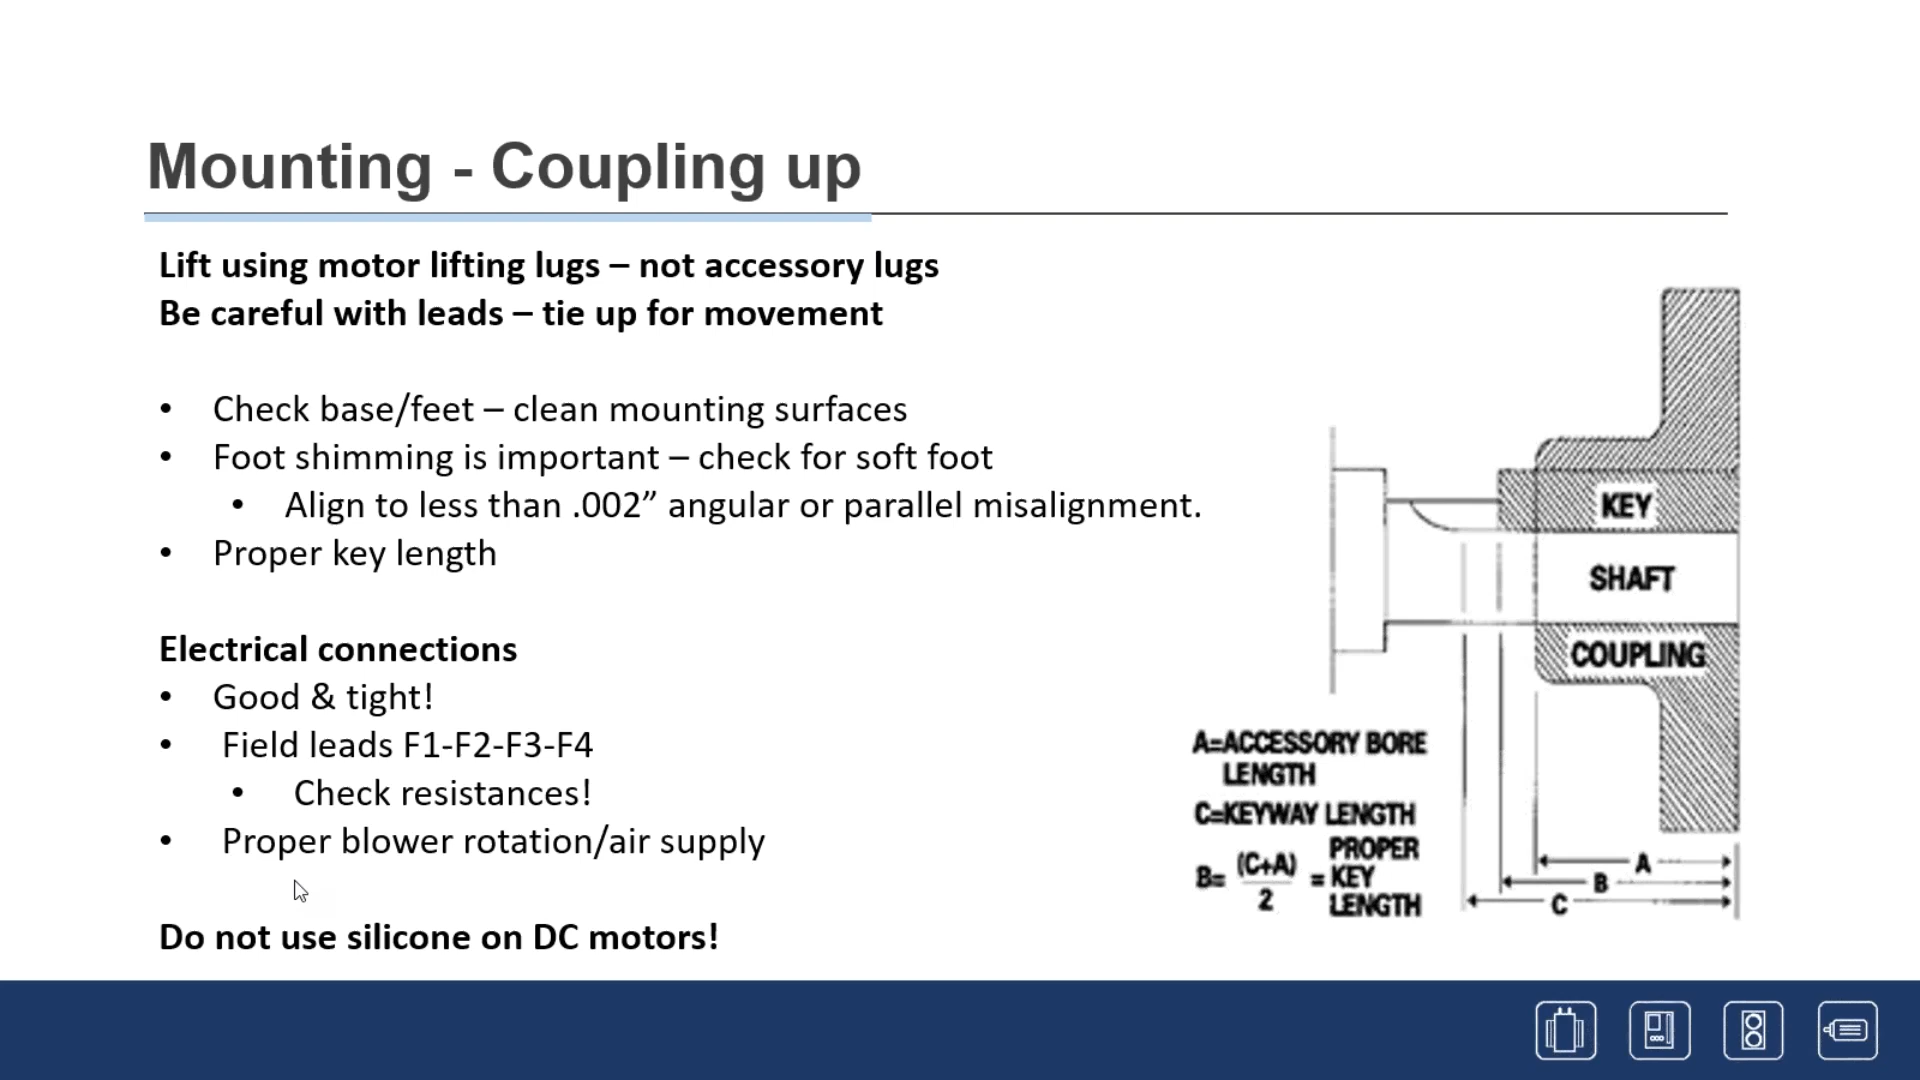 Mounting - Coupling up
Lift using motor lifting lugs – not accessory lugs
Be careful with leads – tie up for movement
• Check base/feet – clean mounting surfaces
• Foot shimming is important – check for soft foot
• Align to less than .002” angular or parallel misalignment.
• Proper key length
Electrical connections
• Good & tight!
• Field leads F1-F2-F3-F4
• Check resistances!
• Proper blower rotation/air supply
Do not use silicone on DC motors!
KEY
SHAFT
COUPLING
A=ACCESSORY BORE
LENGTH
C=KEYWAY LENGTH
B= (C+A)/2 = PROPER
KEY
LENGTH
A
B
C